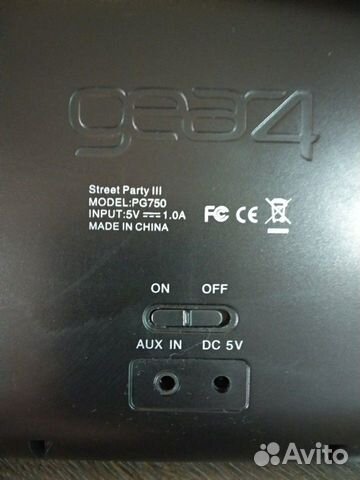 gear4
Street Party III
MODEL:PG750
INPUT:5V⎓1.0A
MADE IN CHINA
FC CE
ON OFF
AUX IN DC 5V
Avito